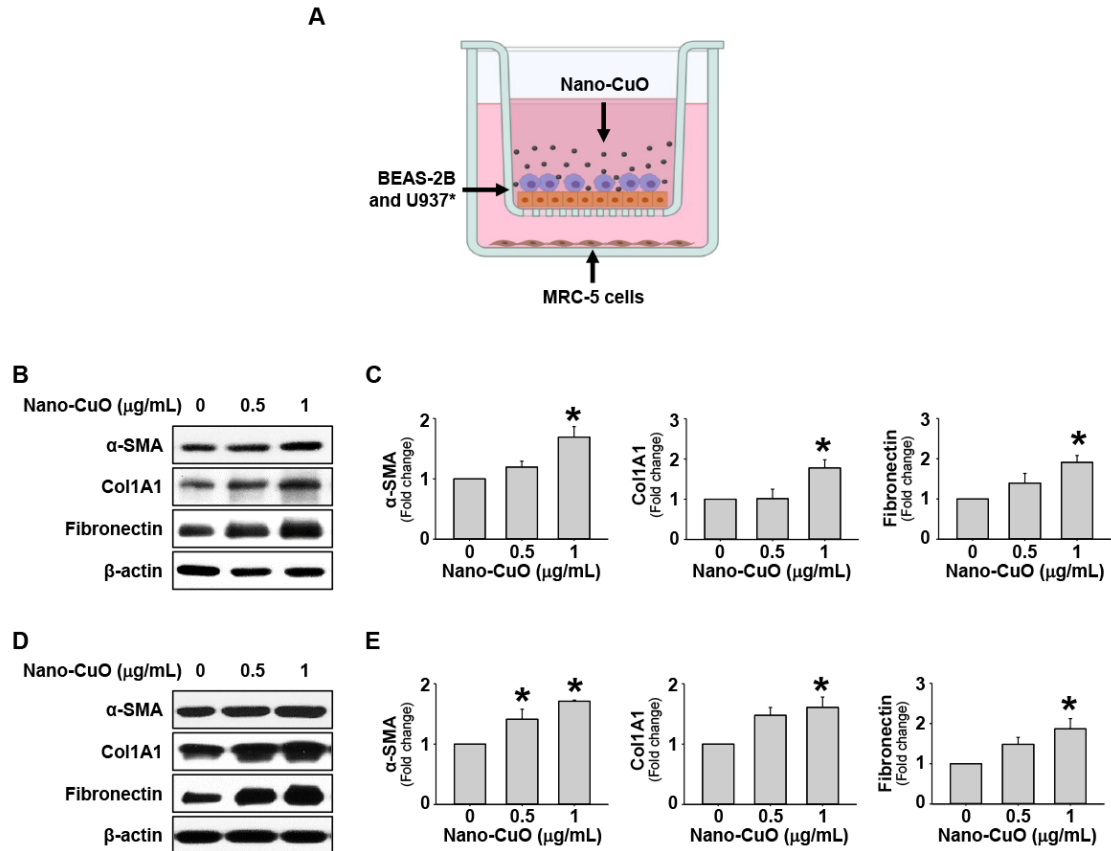 A
Nano-CuO
BEAS-2B
and U937*
MRC-5 cells
B
Nano-CuO (μg/mL) 0 0.5 1
α-SMA
Col1A1
Fibronectin
β-actin
C
α-SMA
(Fold change)
2
1
0
*
0 0.5 1
Nano-CuO (μg/mL)
Col1A1
(Fold change)
3
2
1
0
*
0 0.5 1
Nano-CuO (μg/mL)
Fibronectin
(Fold change)
3
2
1
0
*
0 0.5 1
Nano-CuO (μg/mL)
D
Nano-CuO (μg/mL) 0 0.5 1
α-SMA
Col1A1
Fibronectin
β-actin
E
α-SMA
(Fold change)
2
1
0
* *
0 0.5 1
Nano-CuO (μg/mL)
Col1A1
(Fold change)
2
1
0
*
0 0.5 1
Nano-CuO (μg/mL)
Fibronectin
(Fold change)
3
2
1
0
*
0 0.5 1
Nano-CuO (μg/mL)